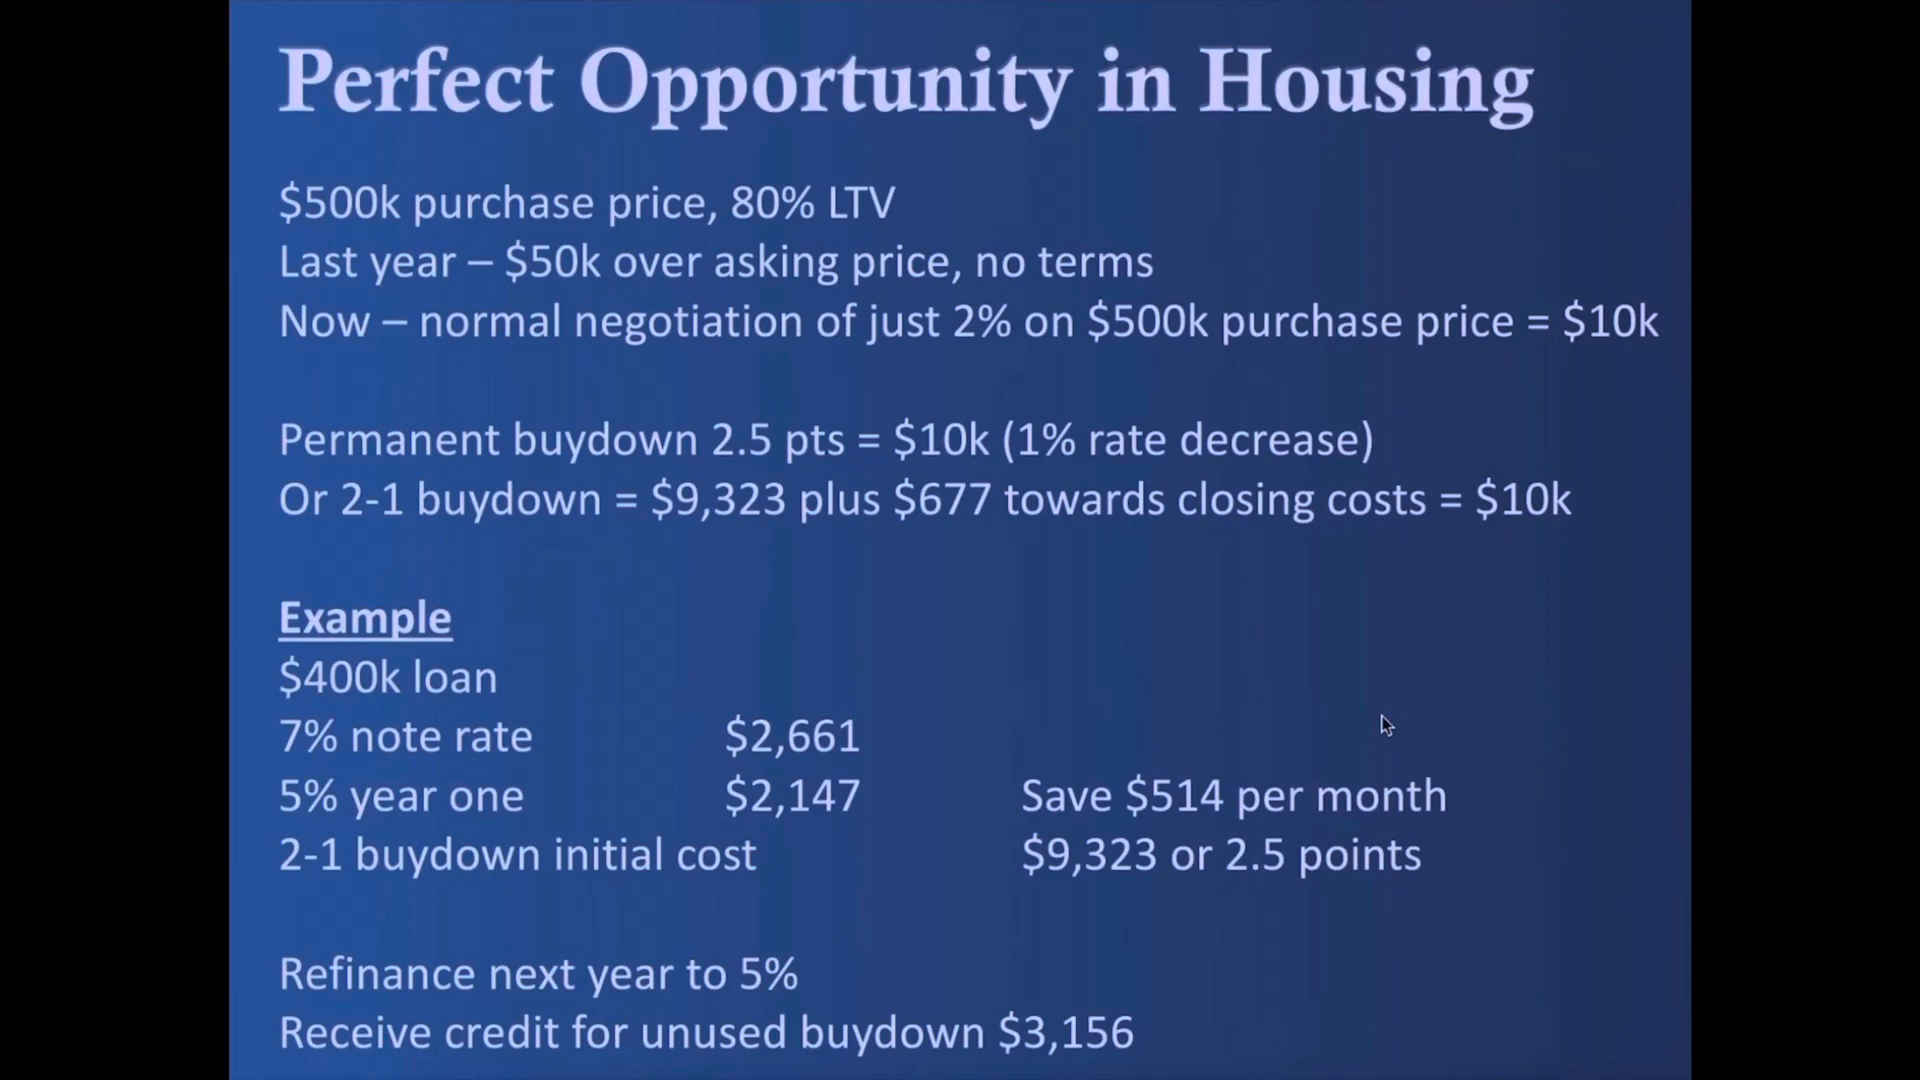 Perfect Opportunity in Housing
$500k purchase price, 80% LTV
Last year – $50k over asking price, no terms
Now – normal negotiation of just 2% on $500k purchase price = $10k
Permanent buydown 2.5 pts = $10k (1% rate decrease)
Or 2-1 buydown = $9,323 plus $677 towards closing costs = $10k
Example
$400k loan
7% note rate $2,661
5% year one $2,147 Save $514 per month
2-1 buydown initial cost $9,323 or 2.5 points
Refinance next year to 5%
Receive credit for unused buydown $3,156